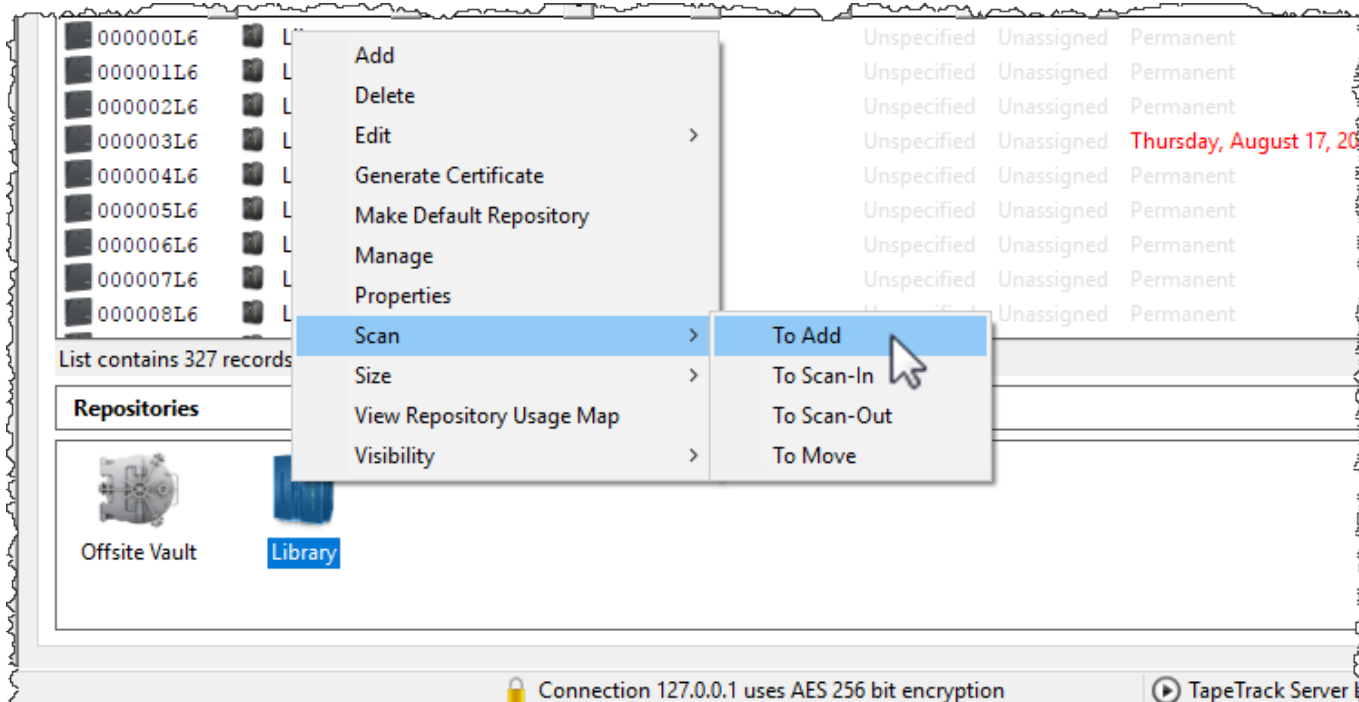 000000L6 Unspecified Unassigned Permanent
000001L6 L Unspecified Unassigned Permanent
000002L6 L Unspecified Unassigned Permanent
000003L6 L Unspecified Unassigned Thursday, August 17, 20
000004L6 L Unspecified Unassigned Permanent
000005L6 L Unspecified Unassigned Permanent
000006L6 L Unspecified Unassigned Permanent
000007L6 L Unspecified Unassigned Permanent
000008L6 L Unassigned Permanent
Add
Delete
Edit
Generate Certificate
Make Default Repository
Manage
Properties
Scan
Size
View Repository Usage Map
Visibility
To Add
To Scan-In
To Scan-Out
To Move
List contains 327 records
Repositories
Offsite Vault
Library
Connection 127.0.0.1 uses AES 256 bit encryption
TapeTrack Server